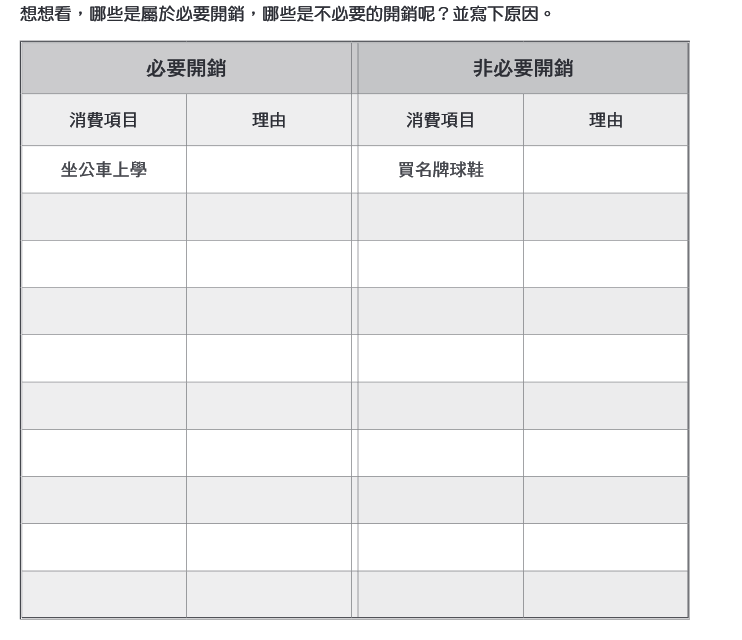 想想看，哪些是屬於必要開銷，哪些是不必要的開銷呢？並寫下原因。
必要開銷 非必要開銷
消費項目 理由 消費項目 理由
坐公車上學 買名牌球鞋